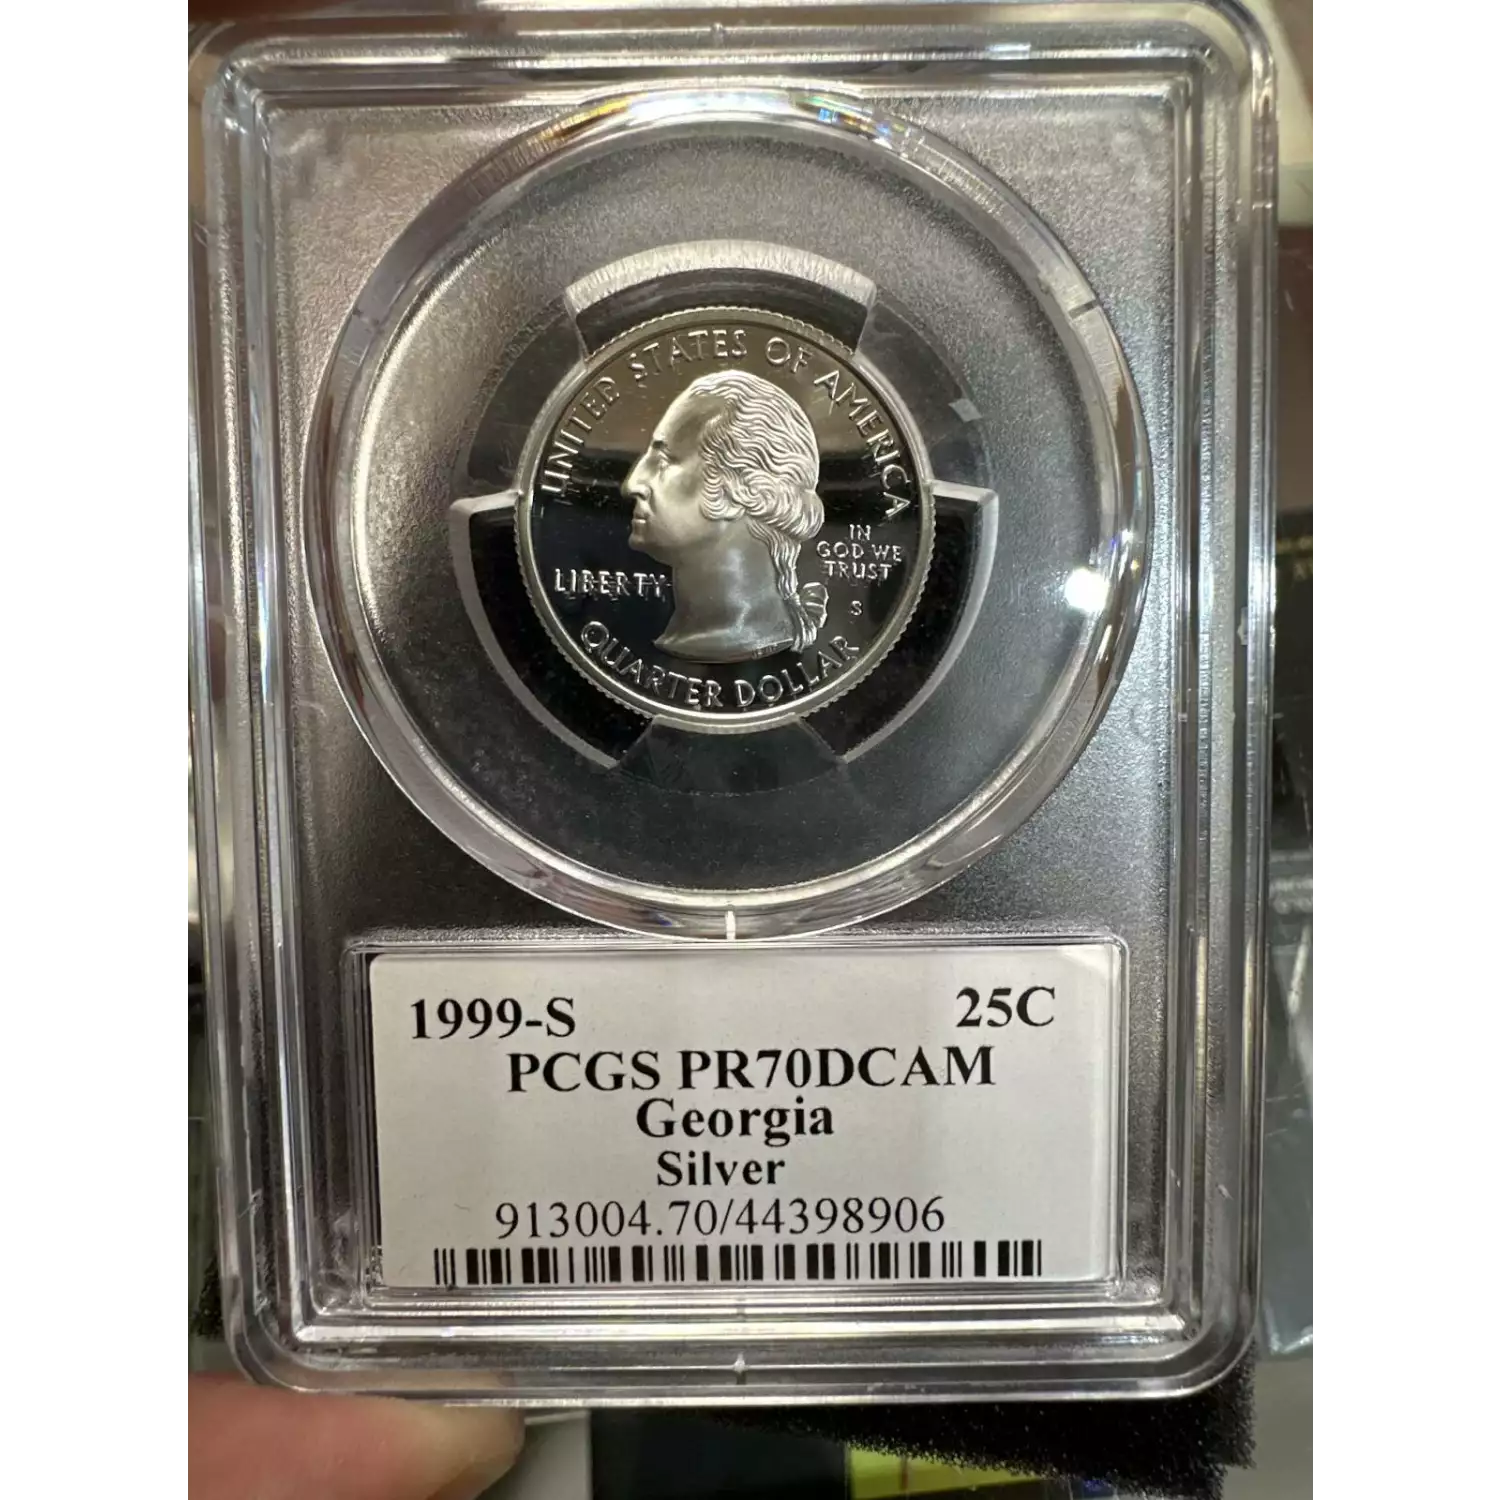 UNITED STATES OF AMERICA
LIBERTY
IN
GOD WE
TRUST
S
QUARTER DOLLAR
1999-S 25C
PCGS PR70DCAM
Georgia
Silver
913004.70/44398906